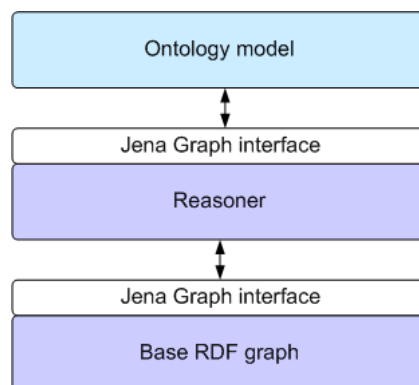 Ontology model
Jena Graph interface
Reasoner
Jena Graph interface
Base RDF graph